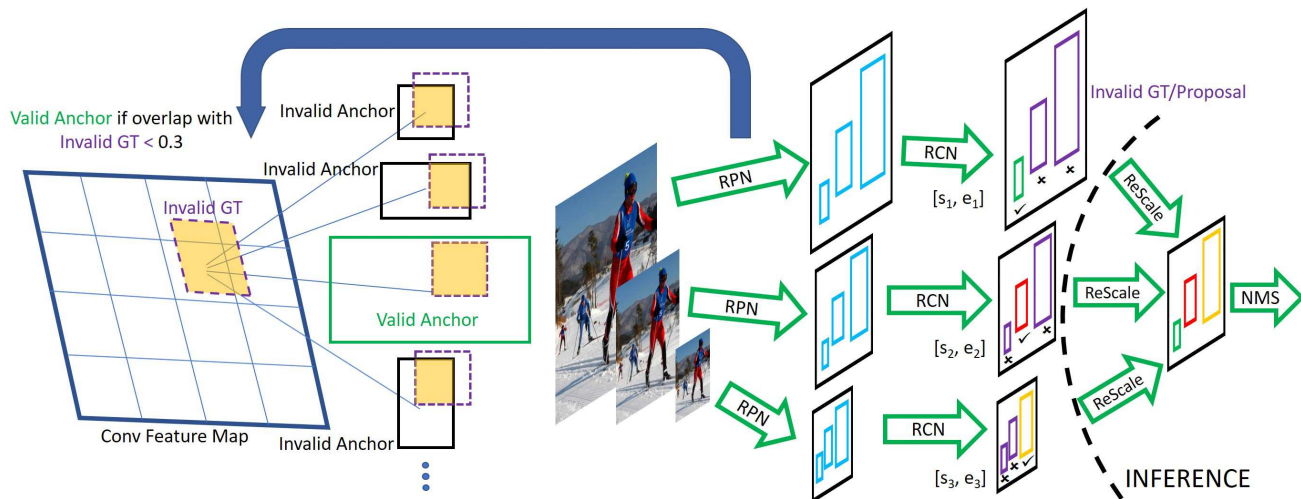 Valid Anchor if overlap with
Invalid GT < 0.3
Invalid GT
Conv Feature Map
Invalid Anchor
Invalid Anchor
Valid Anchor
Invalid Anchor
RPN
RCN
[s1, e1]
Invalid GT/Proposal
ReScale
RPN
RCN
[s2, e2]
ReScale
NMS
RPN
RCN
[s3, e3]
ReScale
INFERENCE